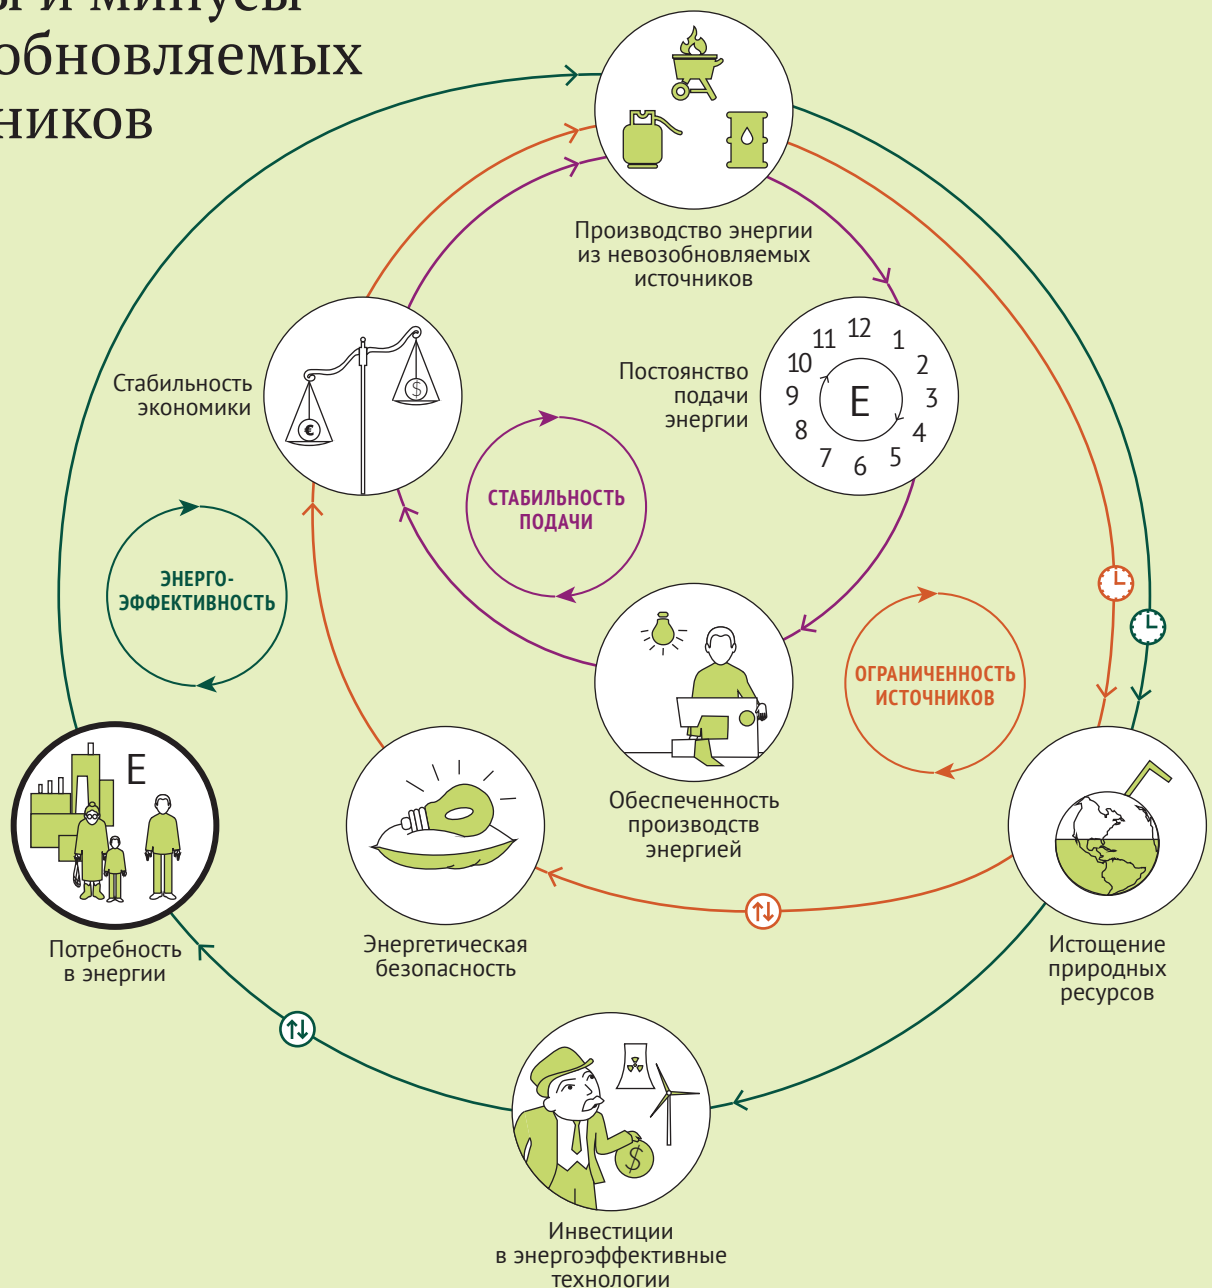 и минусы
обновляемых
ников
Производство энергии
из невозобновляемых
источников
Стабильность
экономики
€
$
Постоянство
подачи
энергии
12
1
2
3
4
5
6
7
8
9
10
11
E
СТАБИЛЬНОСТЬ
ПОДАЧИ
ЭНЕРГО-
ЭФФЕКТИВНОСТЬ
ОГРАНИЧЕННОСТЬ
ИСТОЧНИКОВ
E
Обеспеченность
производств
энергией
Потребность
в энергии
Энергетическая
безопасность
Истощение
природных
ресурсов
$
Инвестиции
в энергоэффективные
технологии